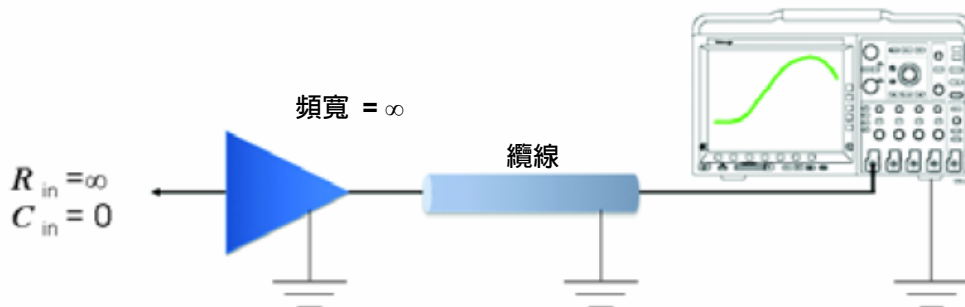 頻寬 = ∞
纜線
R in =∞
C in = 0